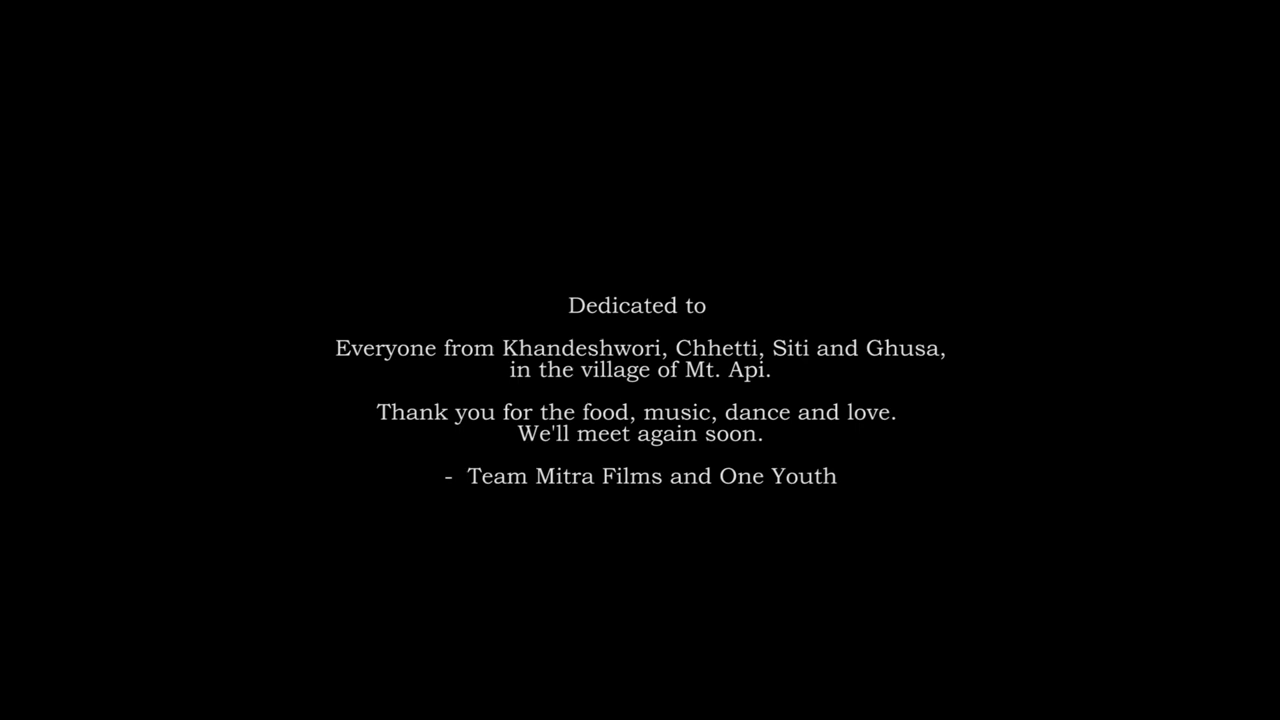 Dedicated to
Everyone from Khandeshwori, Chhetti, Siti and Ghusa,
in the village of Mt. Api.
Thank you for the food, music, dance and love.
We'll meet again soon.
- Team Mitra Films and One Youth